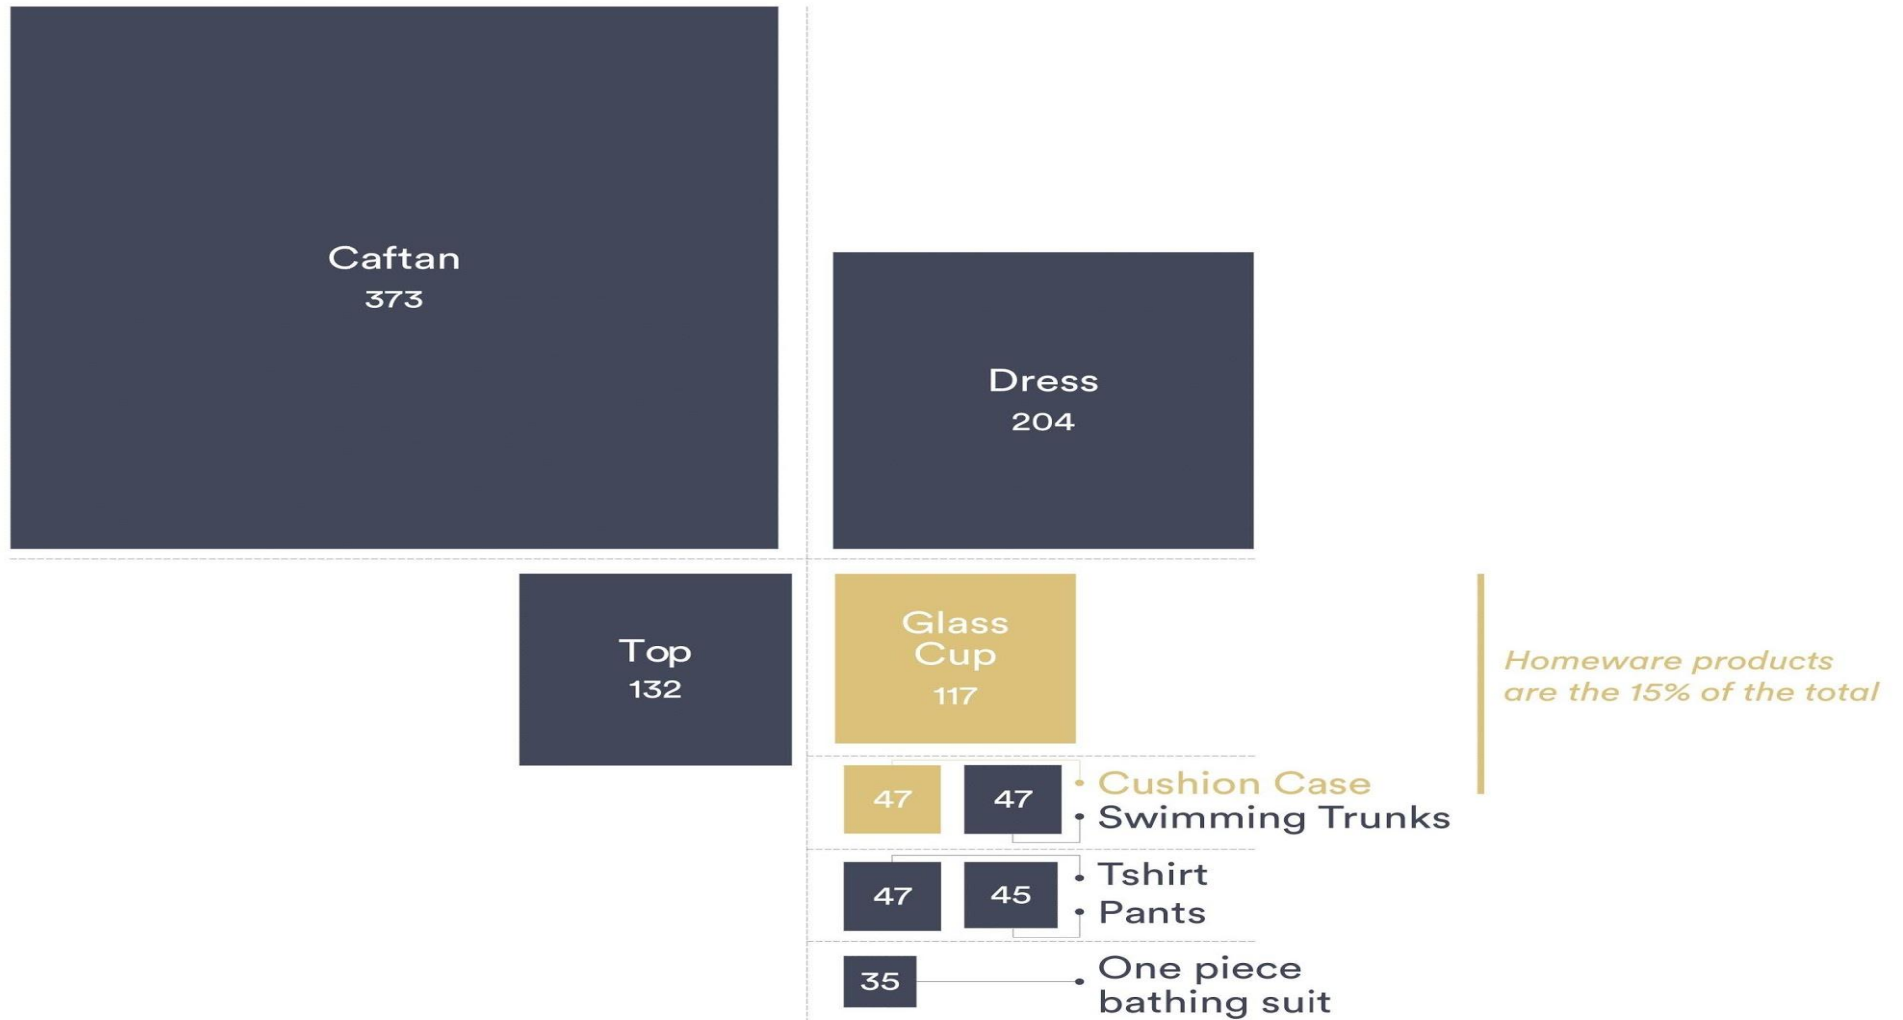 Caftan
373
Dress
204
Top
132
Glass
Cup
117
Homeware products
are the 15% of the total
47
47
Cushion Case
Swimming Trunks
47
45
Tshirt
Pants
35
One piece
bathing suit